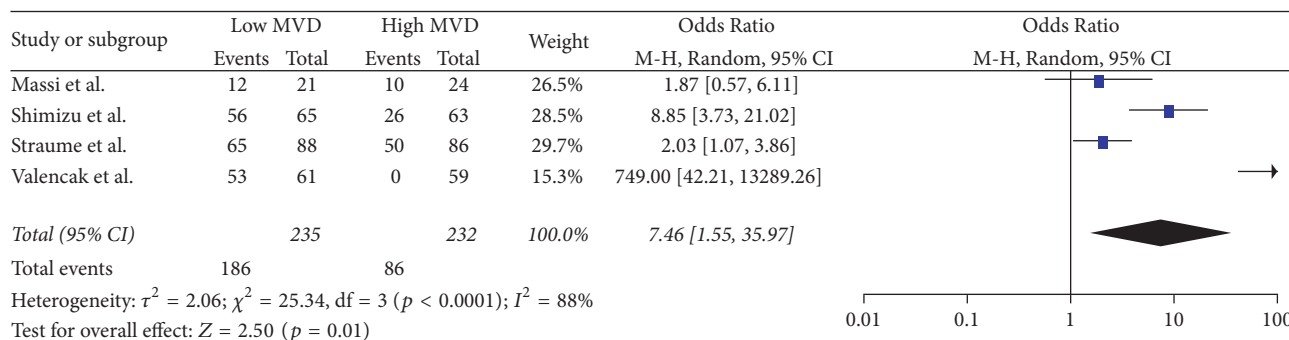 Study or subgroup Low MVD High MVD Weight Odds Ratio Odds Ratio
Events Total Events Total M-H, Random, 95% CI M-H, Random, 95% CI
Massi et al. 12 21 10 24 26.5% 1.87 [0.57, 6.11]
Shimizu et al. 56 65 26 63 28.5% 8.85 [3.73, 21.02]
Straume et al. 65 88 50 86 29.7% 2.03 [1.07, 3.86]
Valencak et al. 53 61 0 59 15.3% 749.00 [42.21, 13289.26]
Total (95% CI) 235 232 100.0% 7.46 [1.55, 35.97]
Total events 186 86
Heterogeneity: τ² = 2.06; χ² = 25.34, df = 3 (p < 0.0001); I² = 88%
Test for overall effect: Z = 2.50 (p = 0.01)
0.01 0.1 1 10 100